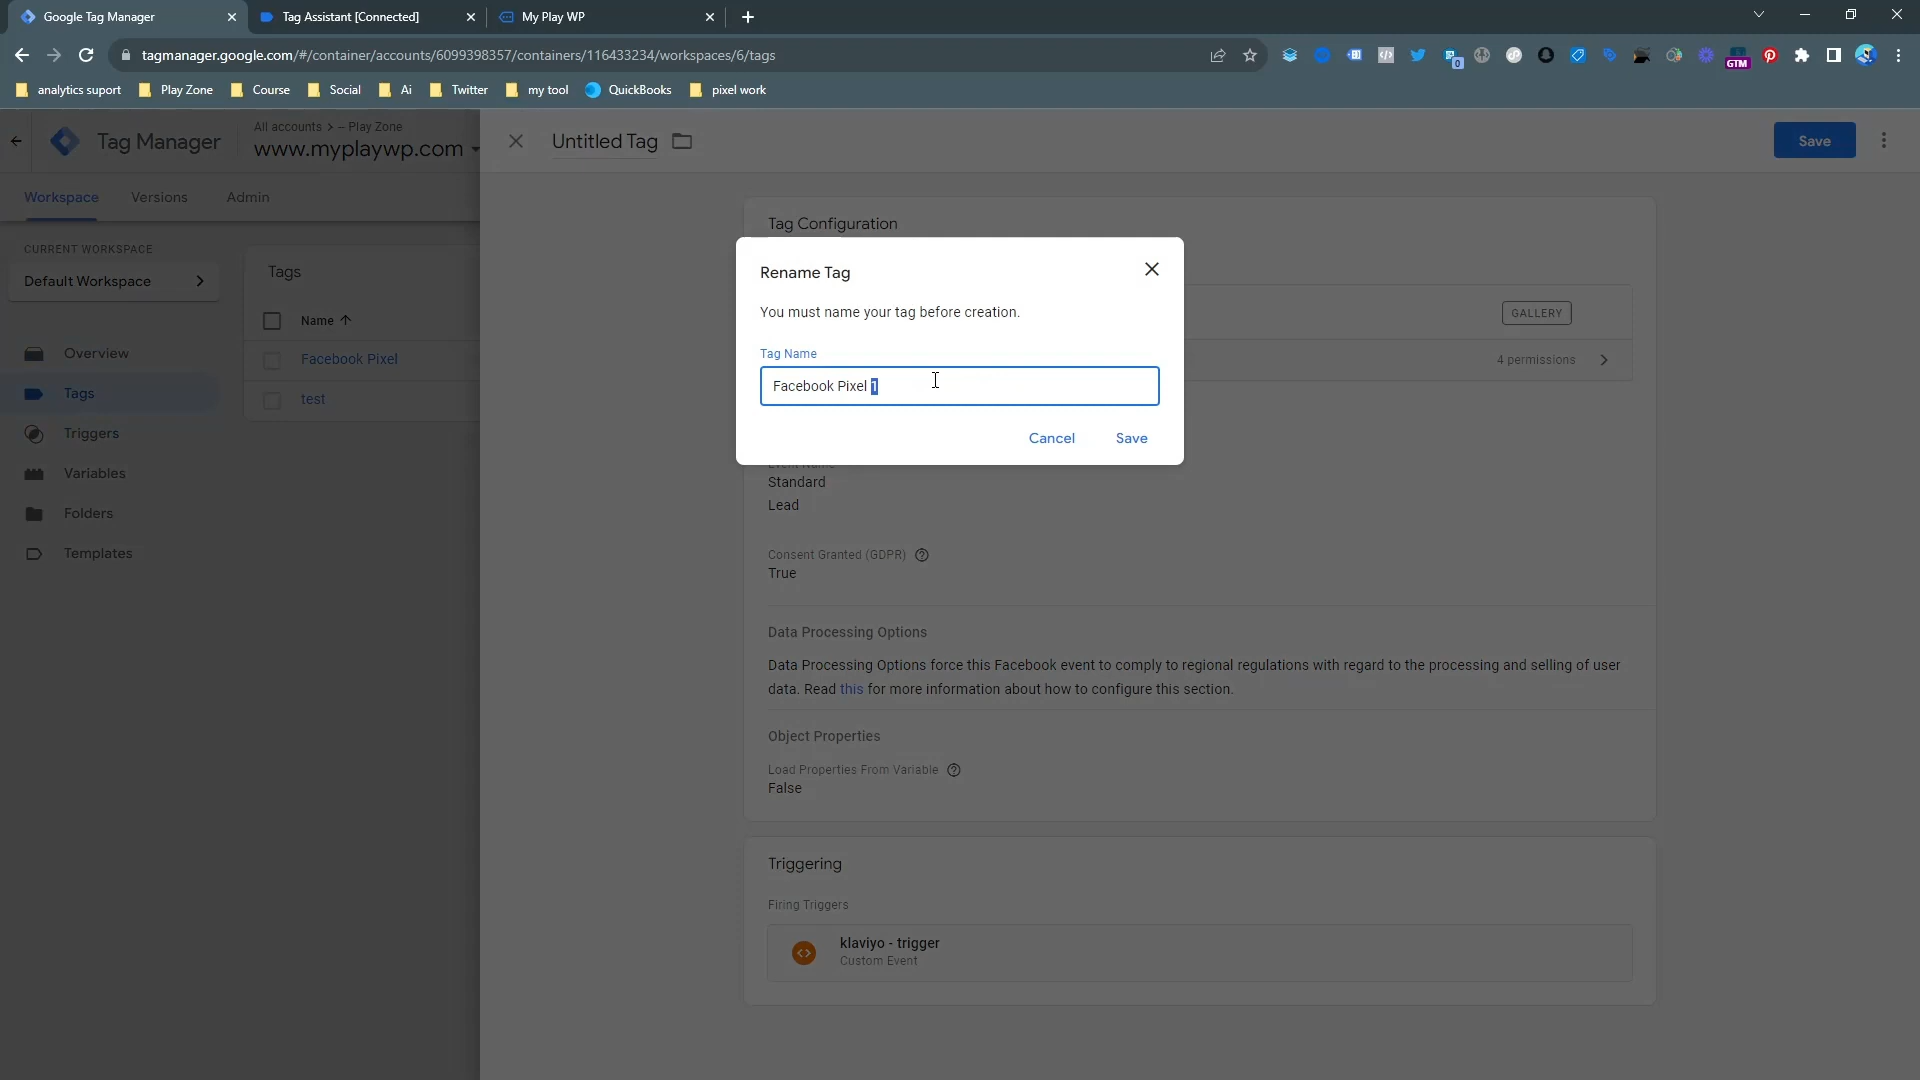 Google Tag Manager
Tag Assistant [Connected]
My Play WP
tagmanager.google.com/#/container/accounts/6099398357/containers/116433234/workspaces/6/tags
0
GTM
analytics suport
Play Zone
Course
Social
Ai
Twitter
my tool
QuickBooks
pixel work
Tag Manager
All accounts > -- Play Zone
www.myplaywp.com
Untitled Tag
Save
Workspace
Versions
Admin
CURRENT WORKSPACE
Default Workspace
Overview
Tags
Triggers
Variables
Folders
Templates
Tags
Name
Facebook Pixel
test
Tag Configuration
GALLERY
4 permissions
Rename Tag
You must name your tag before creation.
Tag Name
Facebook Pixel 1
Cancel
Save
Event Name
Standard
Lead
Consent Granted (GDPR)
True
Data Processing Options
Data Processing Options force this Facebook event to comply to regional regulations with regard to the processing and selling of user
data. Read this for more information about how to configure this section.
Object Properties
Load Properties From Variable
False
Triggering
Firing Triggers
klaviyo - trigger
Custom Event